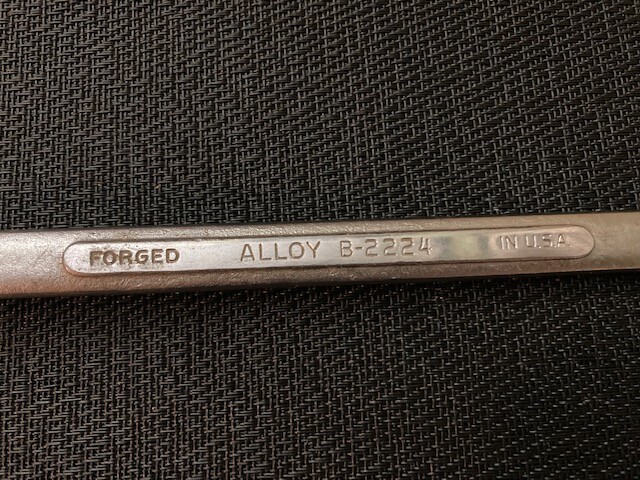 FORGED ALLOY B-2224 IN U.S.A.